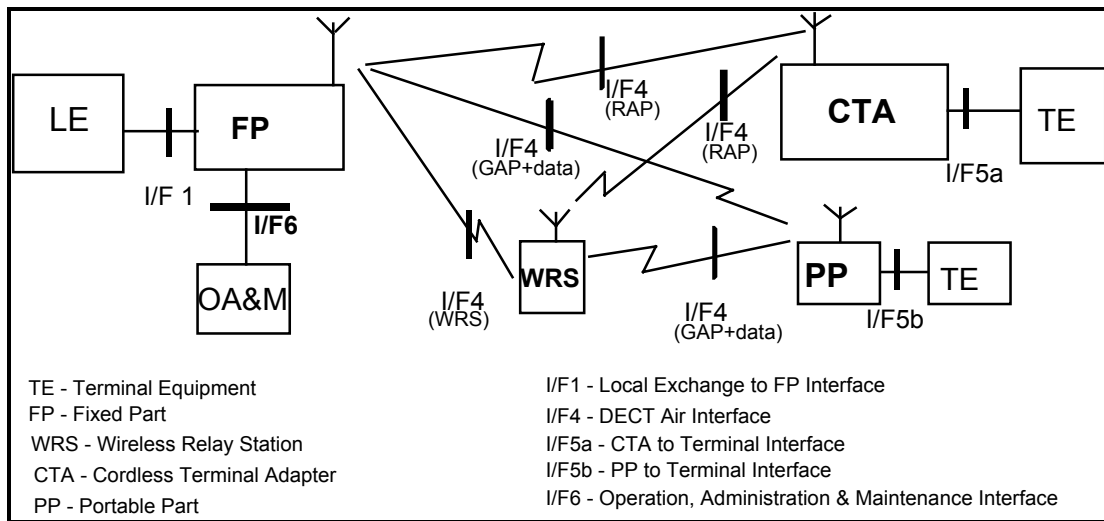 LE
FP
I/F 1
I/F6
OA&M
I/F4
(RAP)
I/F4
(GAP+data)
I/F4
(RAP)
CTA
TE
I/F5a
I/F4
(WRS)
WRS
I/F4
(GAP+data)
PP
TE
I/F5b
TE - Terminal Equipment
FP - Fixed Part
WRS - Wireless Relay Station
CTA - Cordless Terminal Adapter
PP - Portable Part
I/F1 - Local Exchange to FP Interface
I/F4 - DECT Air Interface
I/F5a - CTA to Terminal Interface
I/F5b - PP to Terminal Interface
I/F6 - Operation, Administration & Maintenance Interface